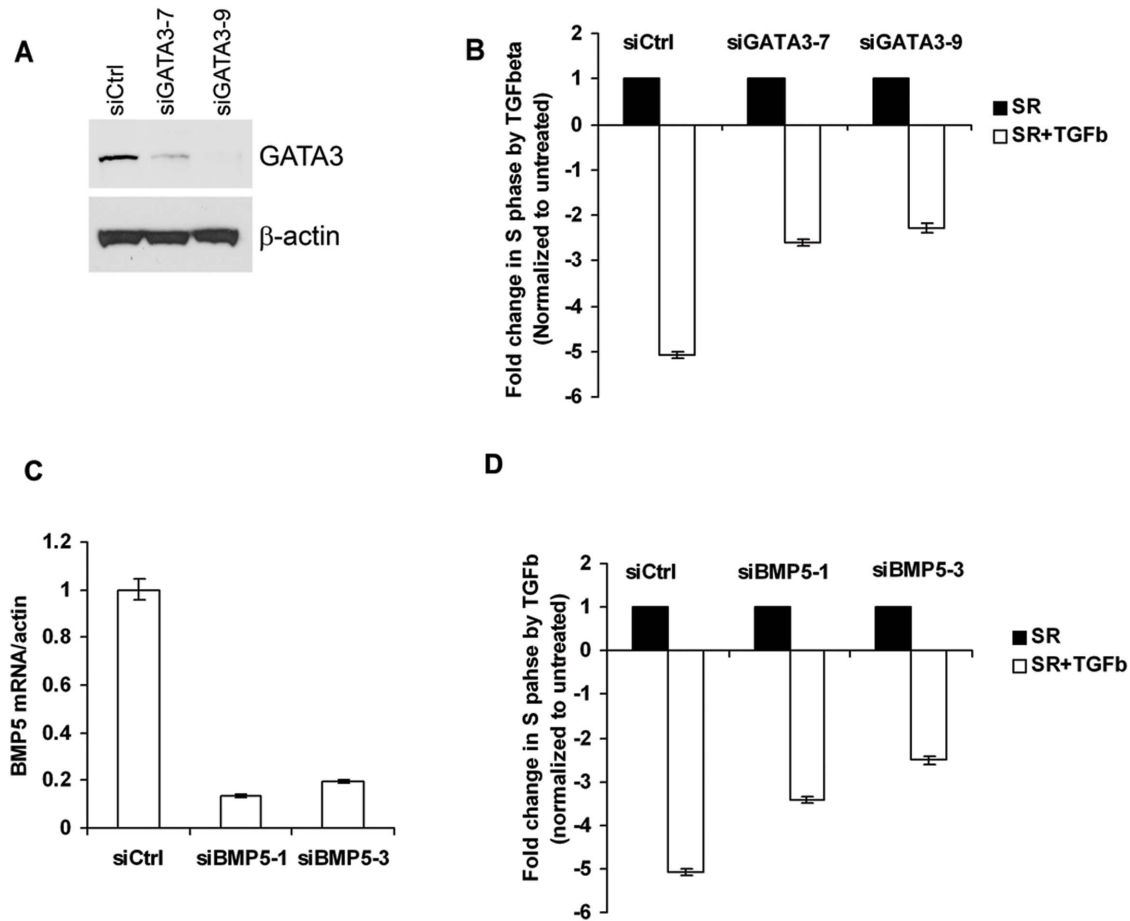 A
siCtrl
siGATA3-7
siGATA3-9
GATA3
β-actin
B
Fold change in S phase by TGFbeta
(Normalized to untreated)
2
1
0
-1
-2
-3
-4
-5
-6
siCtrl
siGATA3-7
siGATA3-9
SR
SR+TGFb
C
BMP5 mRNA/actin
1.2
1
0.8
0.6
0.4
0.2
0
siCtrl
siBMP5-1
siBMP5-3
D
Fold change in S pahse by TGFb
(normalized to untreated)
2
1
0
-1
-2
-3
-4
-5
-6
siCtrl
siBMP5-1
siBMP5-3
SR
SR+TGFb